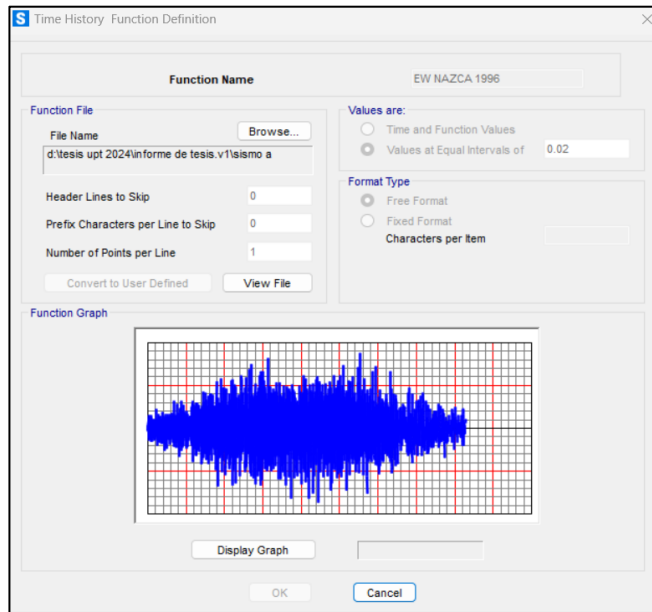 S Time History Function Definition
Function Name EW NAZCA 1996
Function File
File Name Browse...
d:\tesis upt 2024\informe de tesis.v1\sismo a
Header Lines to Skip 0
Prefix Characters per Line to Skip 0
Number of Points per Line 1
Convert to User Defined View File
Values are:
Time and Function Values
Values at Equal Intervals of 0.02
Format Type
Free Format
Fixed Format
Characters per Item
Function Graph
Display Graph
OK Cancel